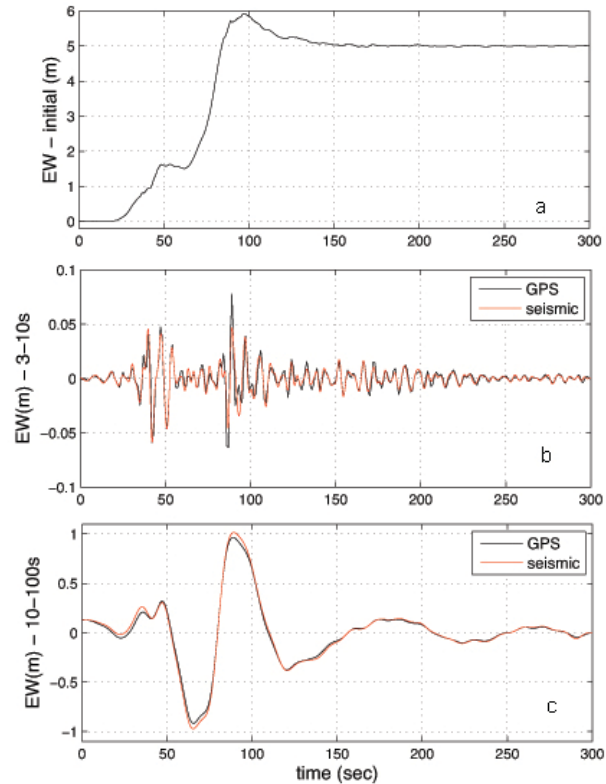 6
5
4
3
2
1
0
EW – initial (m)
a
0 50 100 150 200 250 300
0.1
0.05
0
−0.05
−0.1
EW(m) – 3–10s
GPS
seismic
b
0 50 100 150 200 250 300
1
0.5
0
−0.5
−1
EW(m) – 10–100s
GPS
seismic
c
0 50 100 150 200 250 300
time (sec)